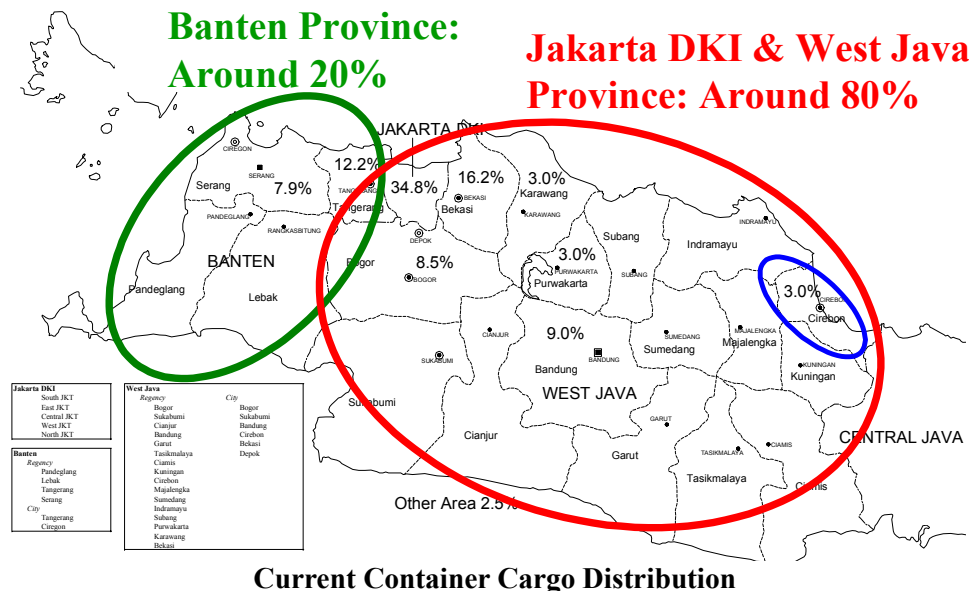 Banten Province:
Around 20%
Jakarta DKI & West Java
Province: Around 80%
JAKARTA DKI
CIREGON
SERANG
Serang
7.9%
12.2%
TANGERANG
Tangerang
34.8%
16.2%
BEKASI
Bekasi
3.0%
Karawang
KARAWANG
PANDEGLANG
RANGKASBITUNG
DEPOK
Subang
INDRAMAYU
Indramayu
BANTEN
Bogor
8.5%
BOGOR
3.0%
PURWAKARTA
Purwakarta
SUBANG
Pandeglang
Lebak
3.0%
CIREBON
Cirebon
CIANJUR
9.0%
SUMEDANG
Sumedang
MAJALENGKA
Majalengka
SUKABUMI
BANDUNG
Bandung
KUNINGAN
Kuningan
WEST JAVA
Sukabumi
GARUT
Cianjur
CENTRAL JAVA
Garut
TASIKMALAYA
CIAMIS
Tasikmalaya
Ciamis
Other Area 2.5%
Jakarta DKI
South JKT
East JKT
Central JKT
West JKT
North JKT
Banten
Regency
Pandeglang
Lebak
Tangerang
Serang
City
Tangerang
Ciregon
West Java
Regency City
Bogor Bogor
Sukabumi Sukabumi
Cianjur Bandung
Bandung Cirebon
Garut Bekasi
Tasikmalaya Depok
Ciamis
Kuningan
Cirebon
Majalengka
Sumedang
Indramayu
Subang
Purwakarta
Karawang
Bekasi
Current Container Cargo Distribution